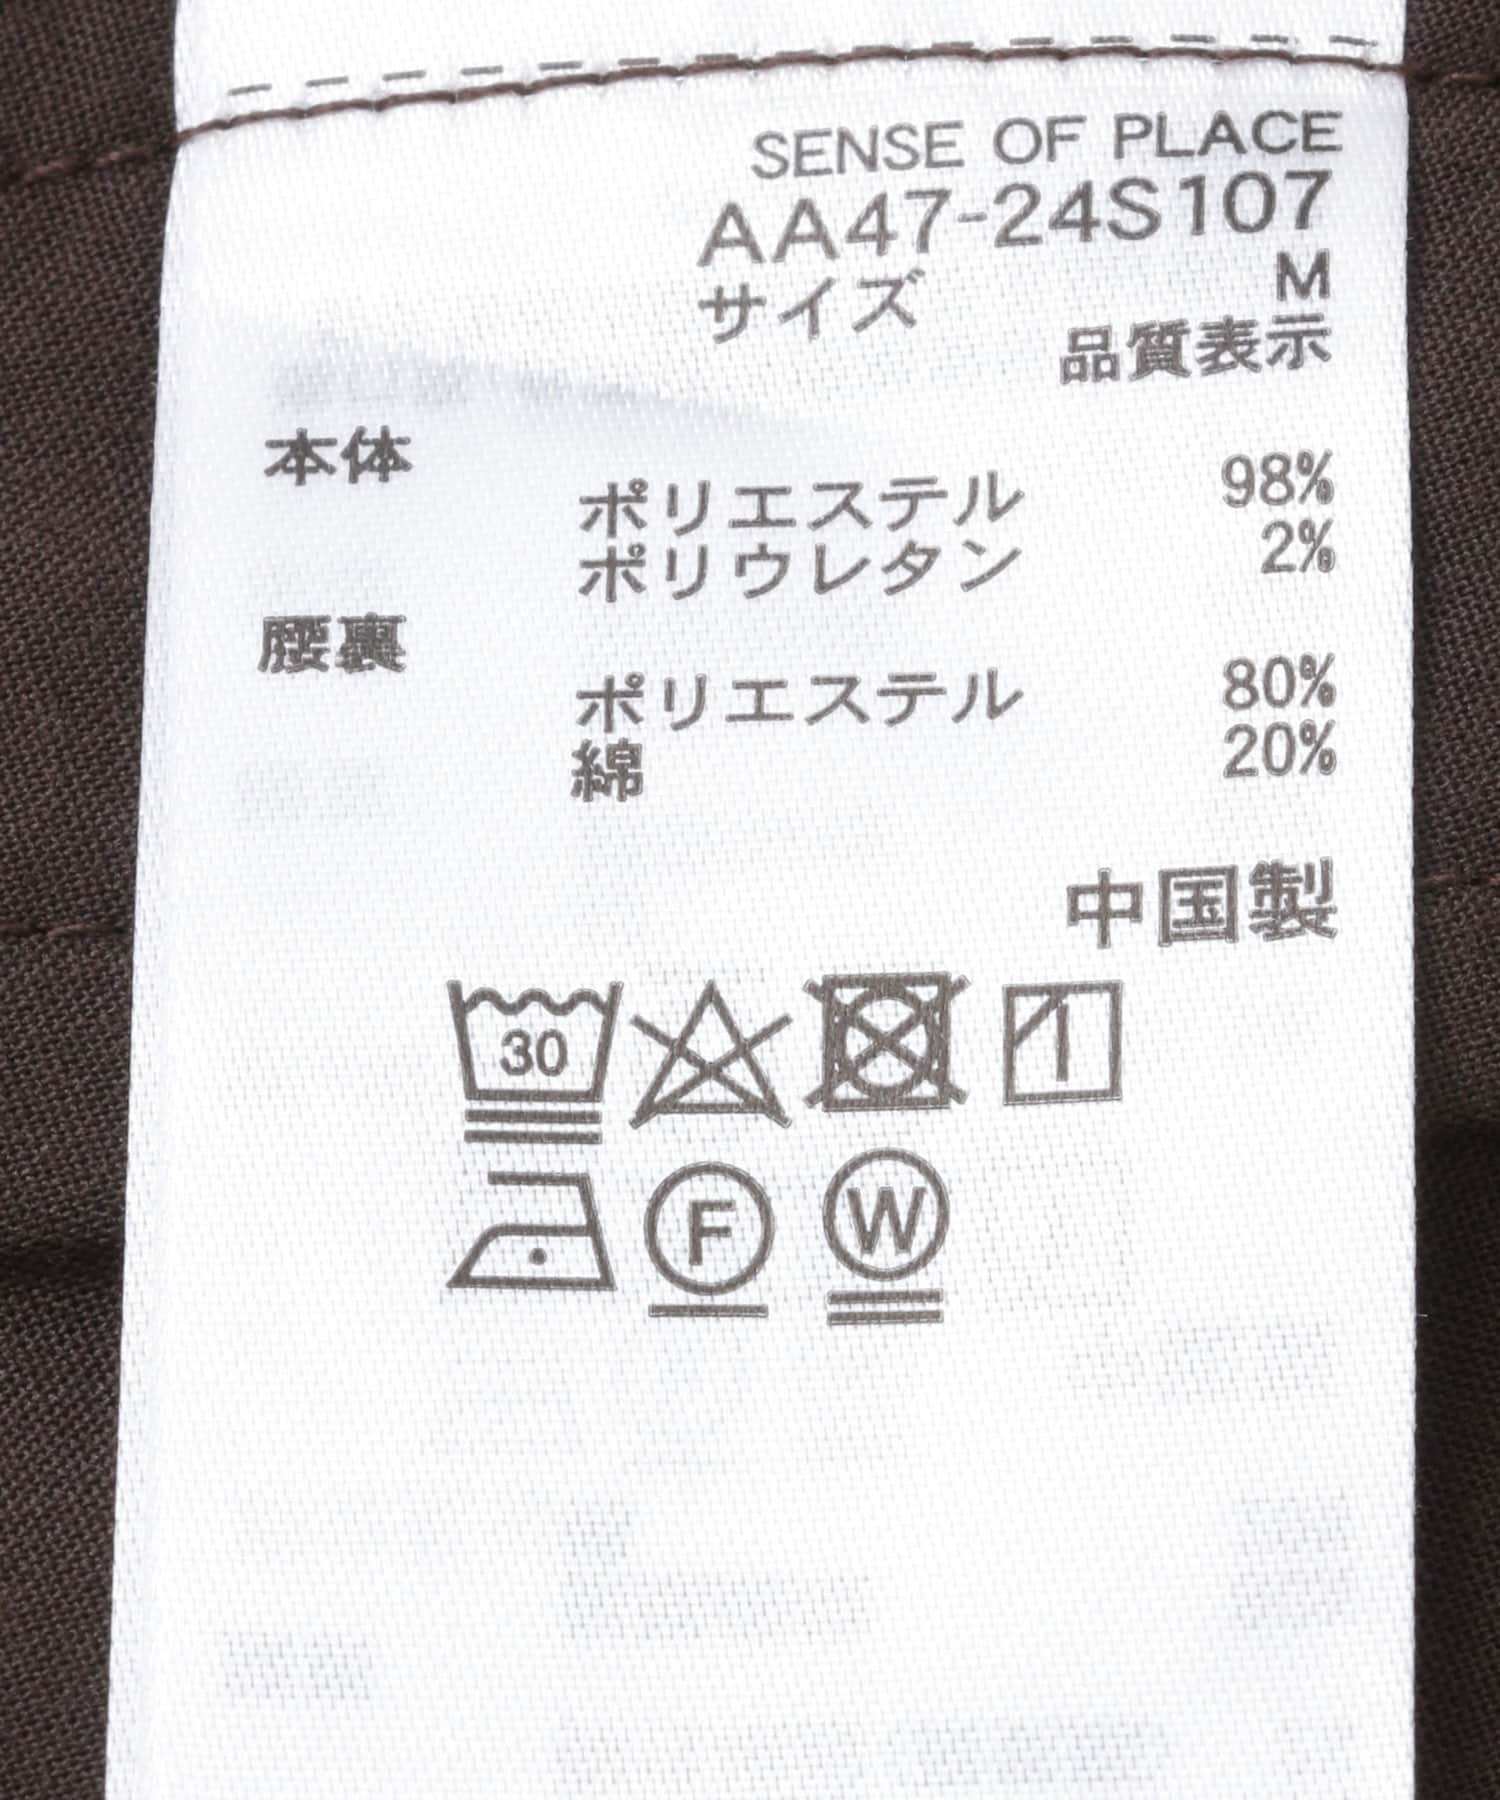 SENSE OF PLACE
AA47-24S107
サイズ M
品質表示
本体
ポリエステル 98%
ポリウレタン 2%
腰裏
ポリエステル 80%
綿 20%
中国製
30
F W